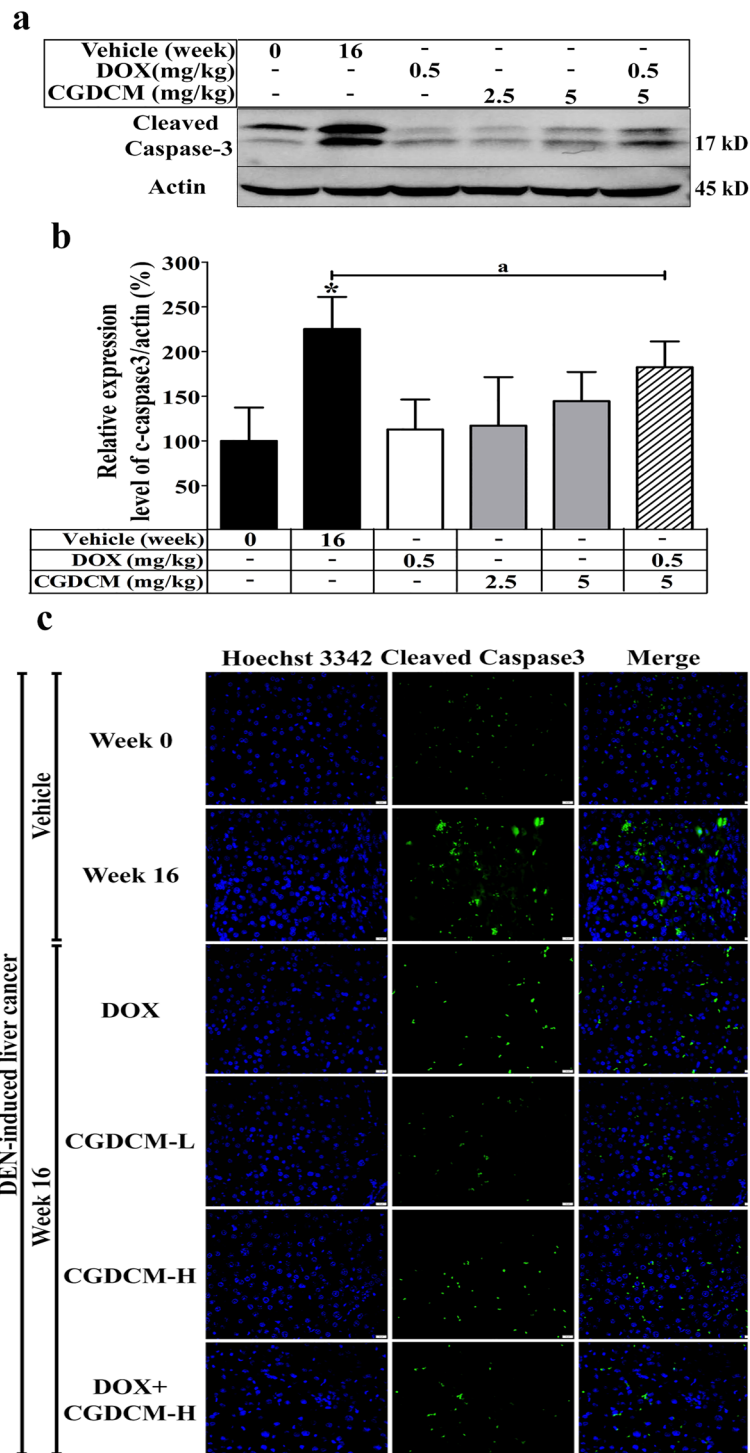 a
Vehicle (week) 0 16 - - - -
DOX(mg/kg) - - 0.5 - - 0.5
CGDCM (mg/kg) - - - 2.5 5 5
Cleaved
Caspase-3
17 kD
Actin
45 kD
b
Relative expression
level of c-caspase3/actin (%)
300
250
200
150
100
50
*
a
Vehicle (week) 0 16 - - - -
DOX (mg/kg) - - 0.5 - - 0.5
CGDCM (mg/kg) - - - 2.5 5 5
c
Hoechst 3342 Cleaved Caspase3 Merge
DEN-induced liver cancer
Vehicle
Week 0
Week 16
Week 16
DOX
CGDCM-L
CGDCM-H
DOX+
CGDCM-H